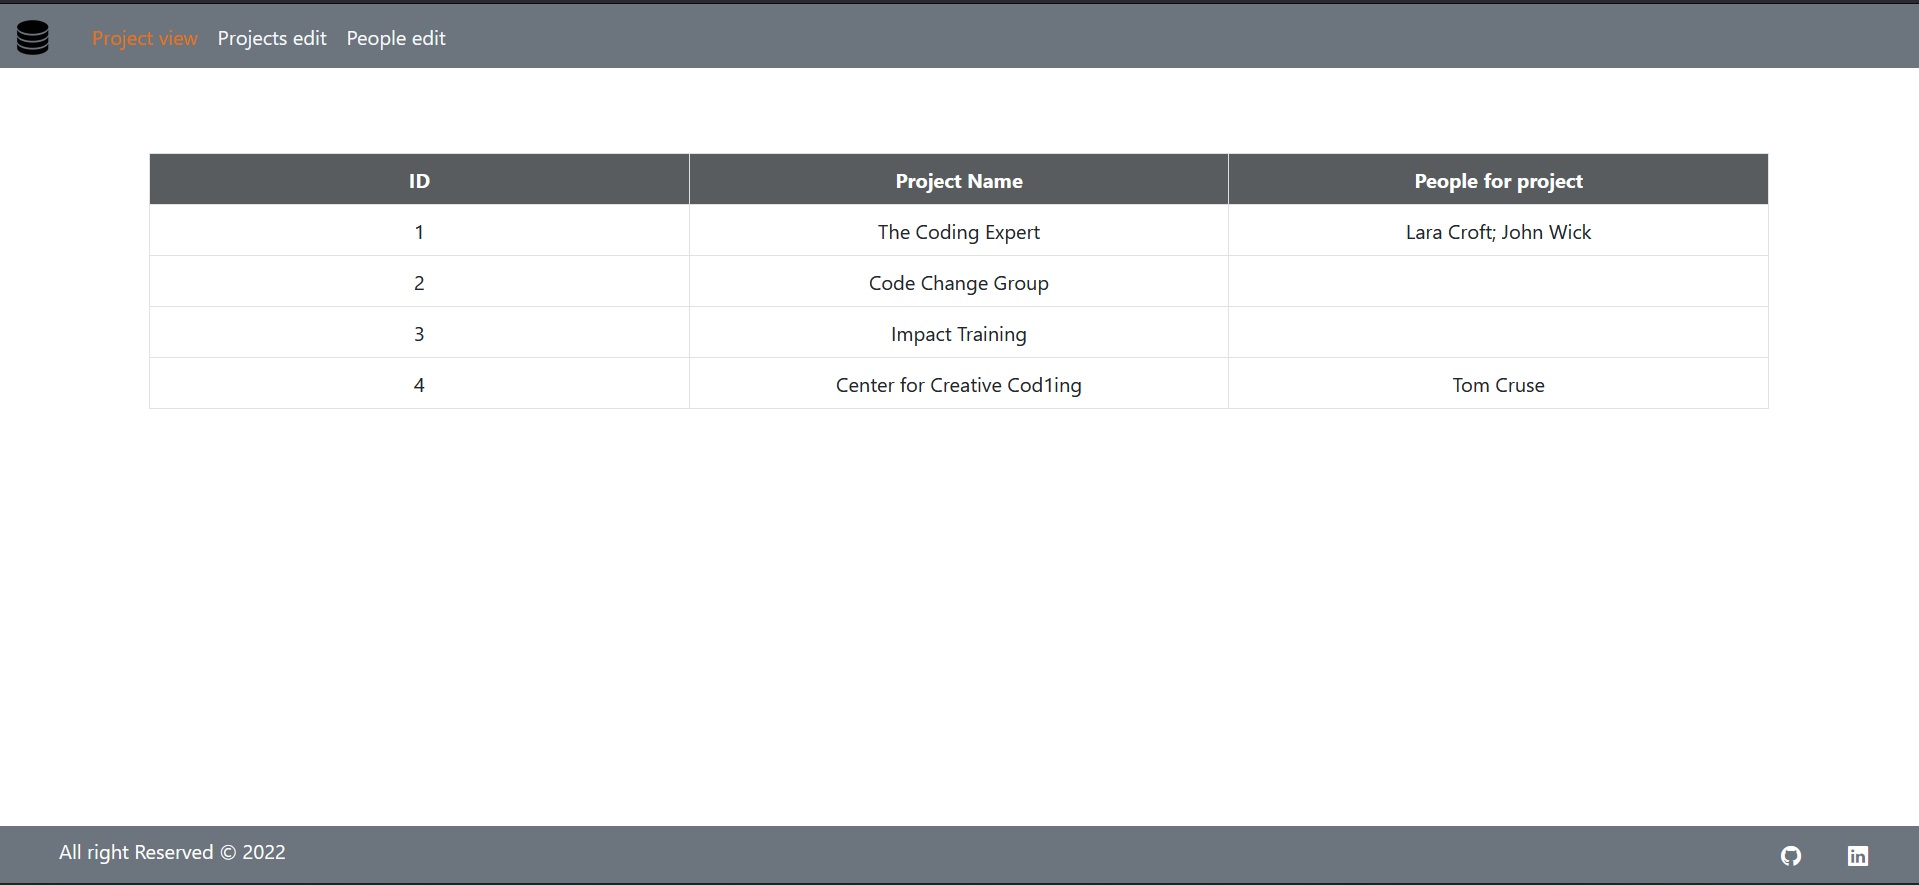 Project view Projects edit People edit
ID Project Name People for project
1 The Coding Expert Lara Croft; John Wick
2 Code Change Group
3 Impact Training
4 Center for Creative Cod1ing Tom Cruse
All right Reserved © 2022